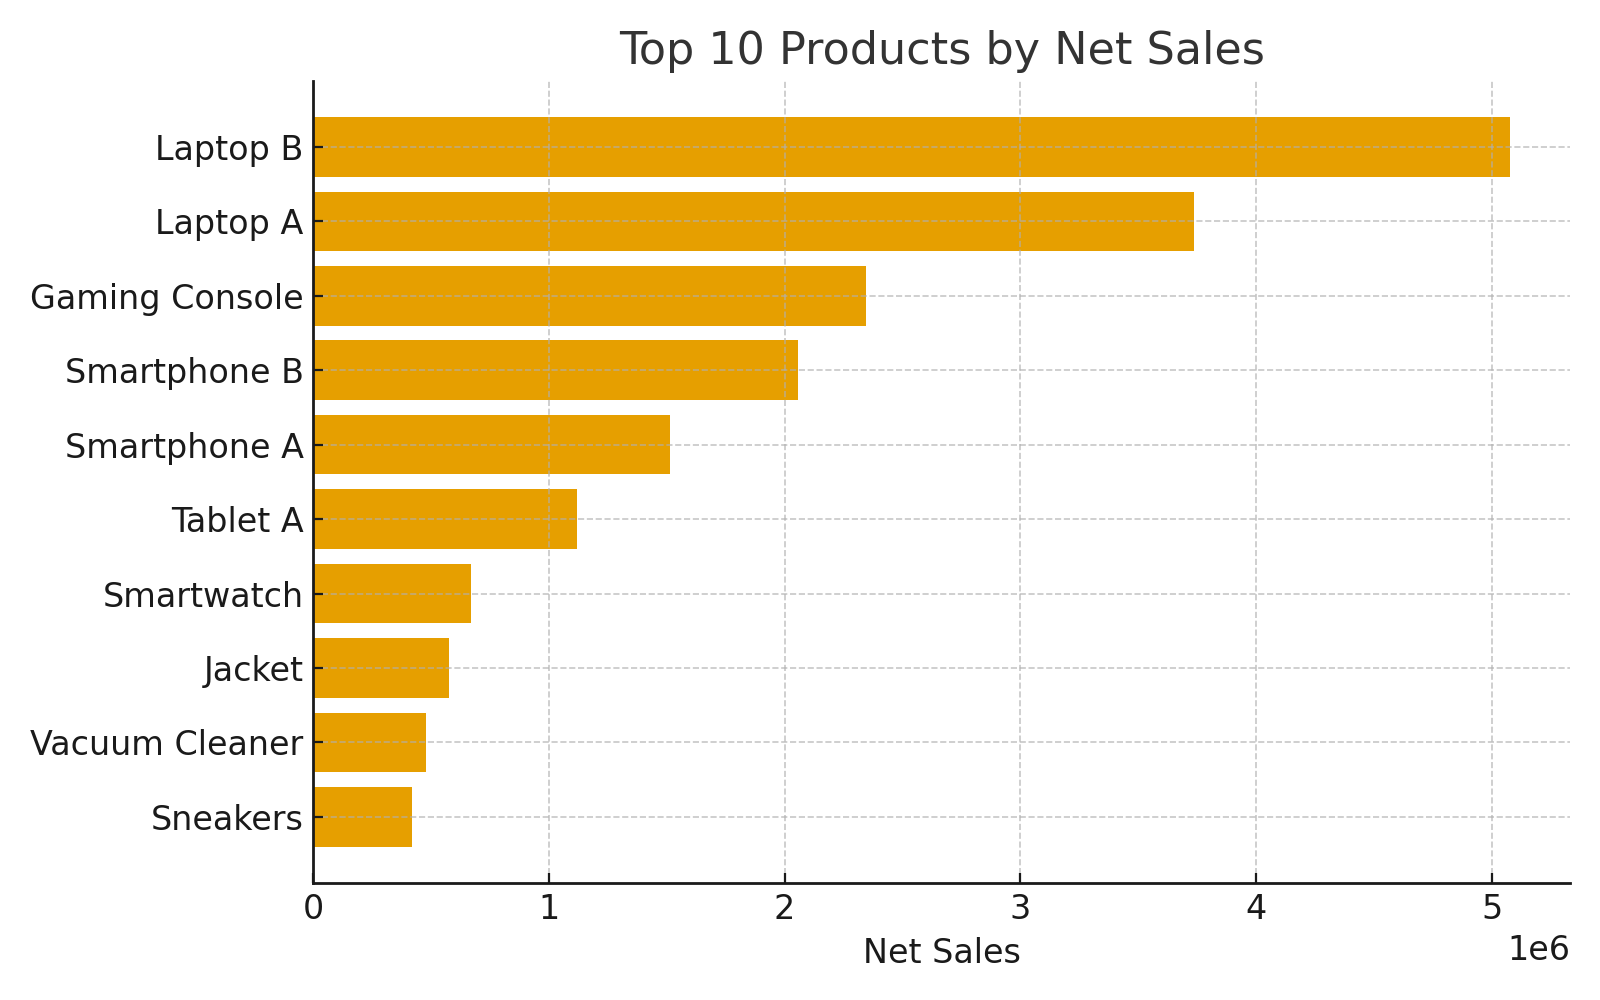 Top 10 Products by Net Sales
Laptop B
Laptop A
Gaming Console
Smartphone B
Smartphone A
Tablet A
Smartwatch
Jacket
Vacuum Cleaner
Sneakers
0 1 2 3 4 5
Net Sales
1e6